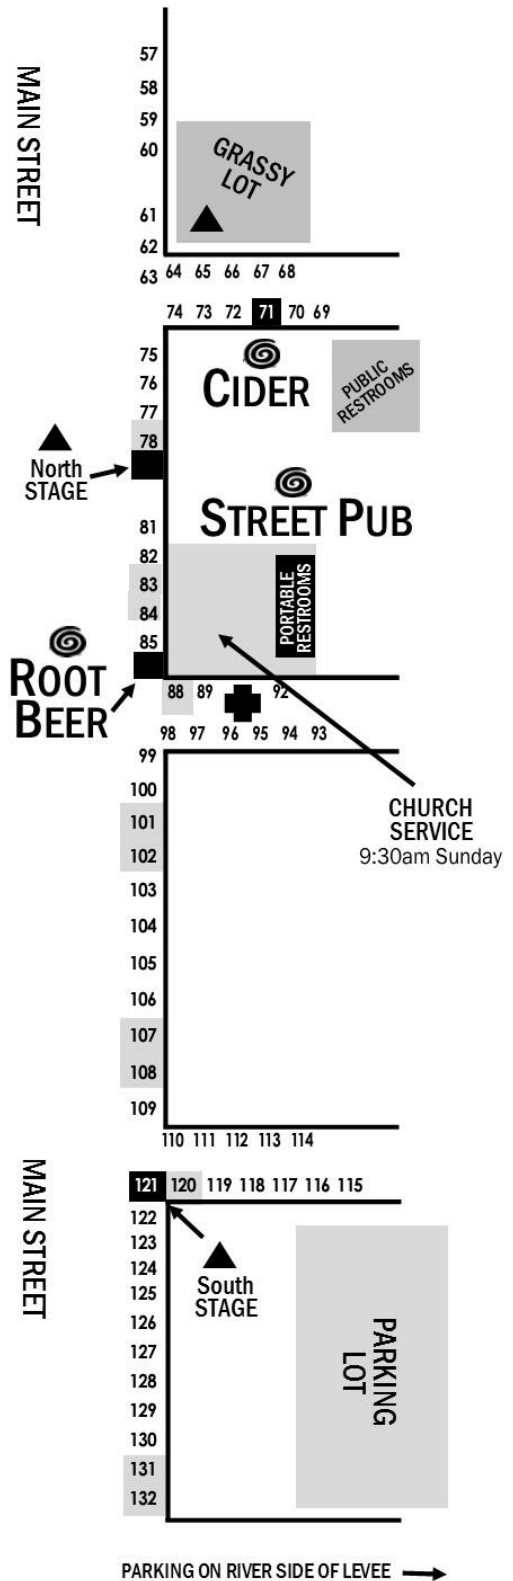 MAIN STREET
57
58
59
60
GRASSY
LOT
61
62
63
64 65 66 67 68
74 73 72 71 70 69
75
76
77
78
CIDER
PUBLIC
RESTROOMS
North
STAGE
STREET PUB
81
82
83
84
85
PORTABLE
RESTROOMS
ROOT
BEER
88 89 92
98 97 96 95 94 93
99
100
101
102
CHURCH
SERVICE
9:30am Sunday
103
104
105
106
107
108
109
110 111 112 113 114
MAIN STREET
121 120 119 118 117 116 115
122
123
124
125
126
127
128
129
130
131
132
South
STAGE
PARKING
LOT
PARKING ON RIVER SIDE OF LEVEE